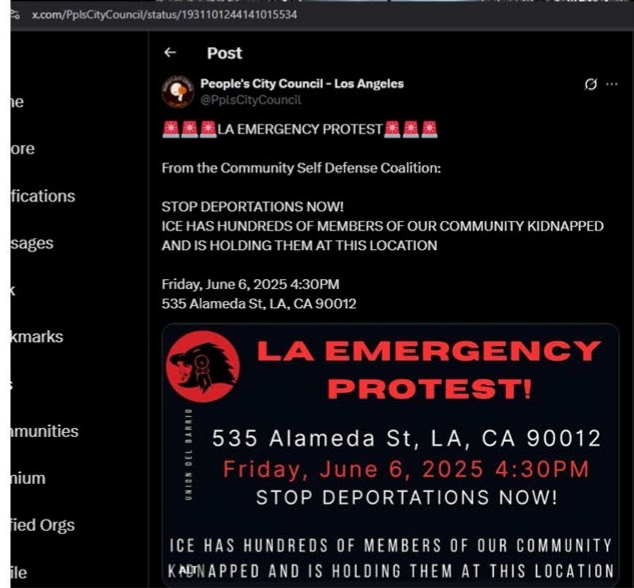 x.com/PplsCityCouncil/status/1931101244141015534
← Post
People's City Council - Los Angeles
@PplsCityCouncil
🚨🚨🚨LA EMERGENCY PROTEST🚨🚨🚨
From the Community Self Defense Coalition:
STOP DEPORTATIONS NOW!
ICE HAS HUNDREDS OF MEMBERS OF OUR COMMUNITY KIDNAPPED
AND IS HOLDING THEM AT THIS LOCATION
Friday, June 6, 2025 4:30PM
535 Alameda St, LA, CA 90012
LA EMERGENCY
PROTEST!
UNION DEL BARRIO
535 Alameda St, LA, CA 90012
Friday, June 6, 2025 4:30PM
STOP DEPORTATIONS NOW!
ICE HAS HUNDREDS OF MEMBERS OF OUR COMMUNITY
KIDNAPPED AND IS HOLDING THEM AT THIS LOCATION
ALT
ne
ore
fications
sages
kmarks
s
munities
nium
fied Orgs
ile